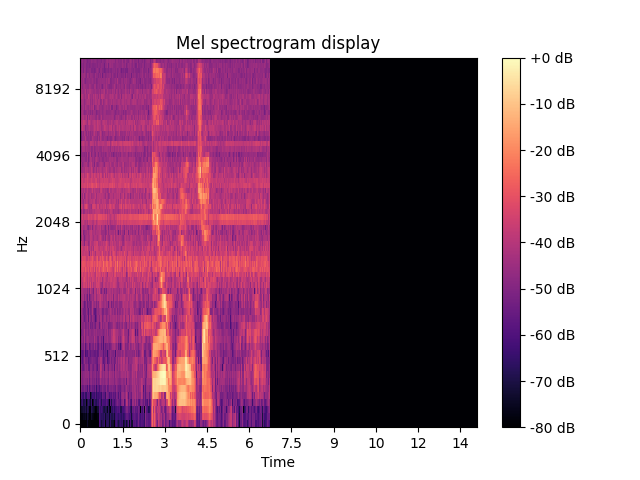 Mel spectrogram display
8192
4096
2048
1024
512
0
Hz
0 1.5 3 4.5 6 7.5 9 10 12 14
Time
+0 dB
-10 dB
-20 dB
-30 dB
-40 dB
-50 dB
-60 dB
-70 dB
-80 dB